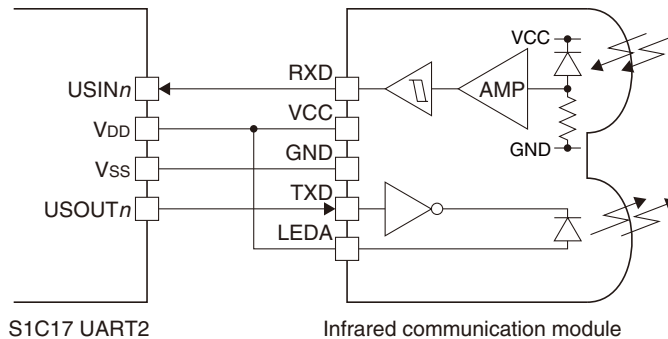 USINn
VDD
VSS
USOUTn
RXD
VCC
GND
TXD
LEDA
AMP
VCC
GND
S1C17 UART2
Infrared communication module